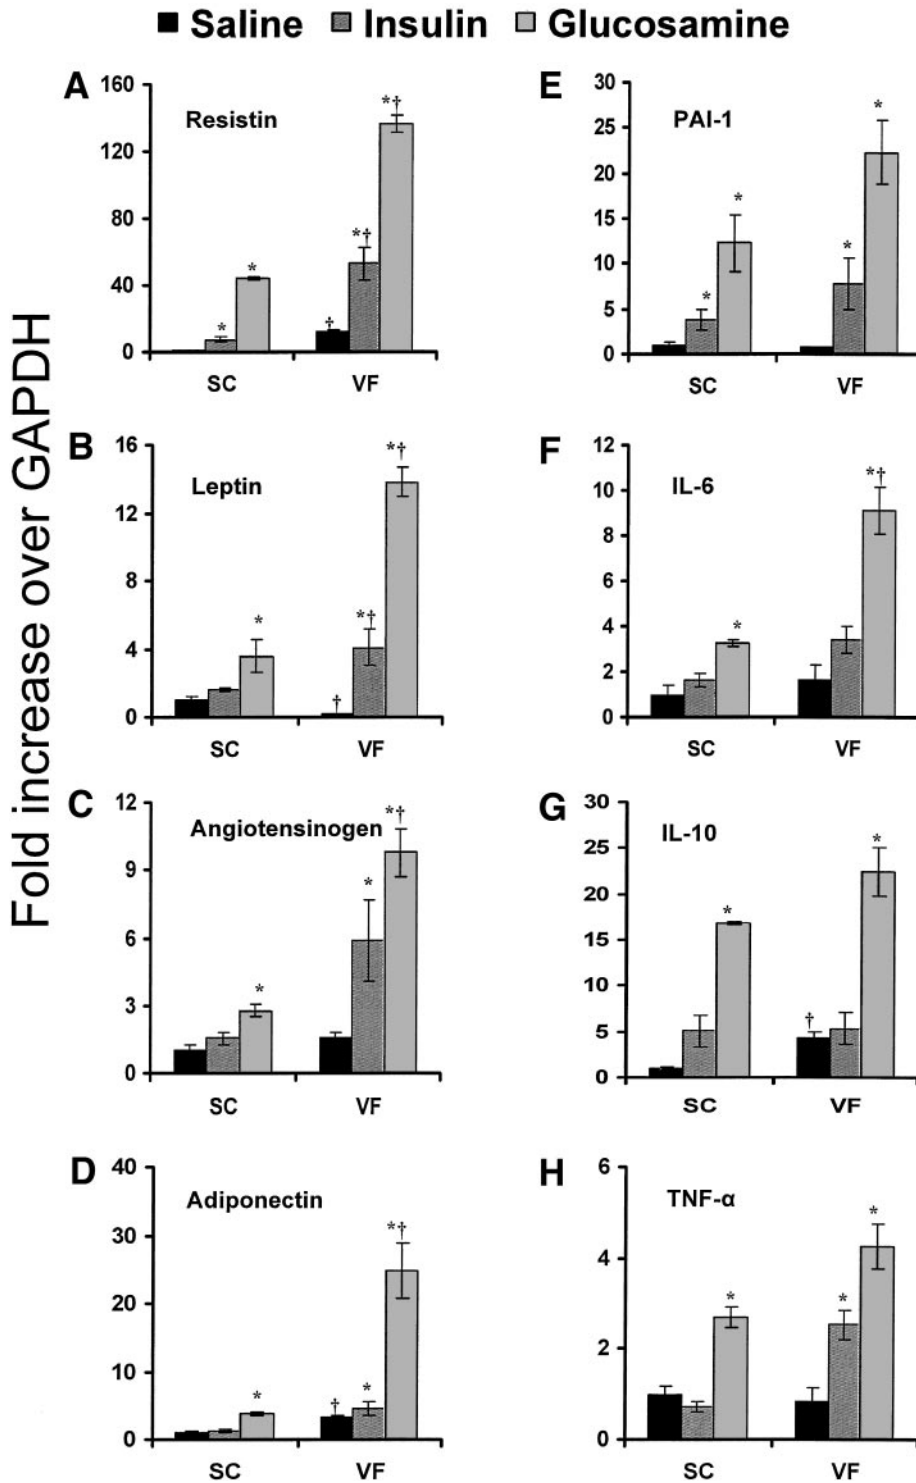 Saline Insulin Glucosamine
Fold increase over GAPDH
A
Resistin
160
120
80
40
0
*
*
†
*†
*†
SC VF
E
PAI-1
30
25
20
15
10
5
0
*
*
*
*
SC VF
B
Leptin
16
12
8
4
0
*
†
*†
*†
SC VF
F
IL-6
12
10
8
6
4
2
0
*
*†
SC VF
C
Angiotensinogen
12
9
6
3
0
*
*
*†
SC VF
G
IL-10
30
25
20
15
10
5
0
*
†
*
SC VF
D
Adiponectin
40
30
20
10
0
*
†
*
*†
SC VF
H
TNF-α
6
4
2
0
*
*
*
SC VF